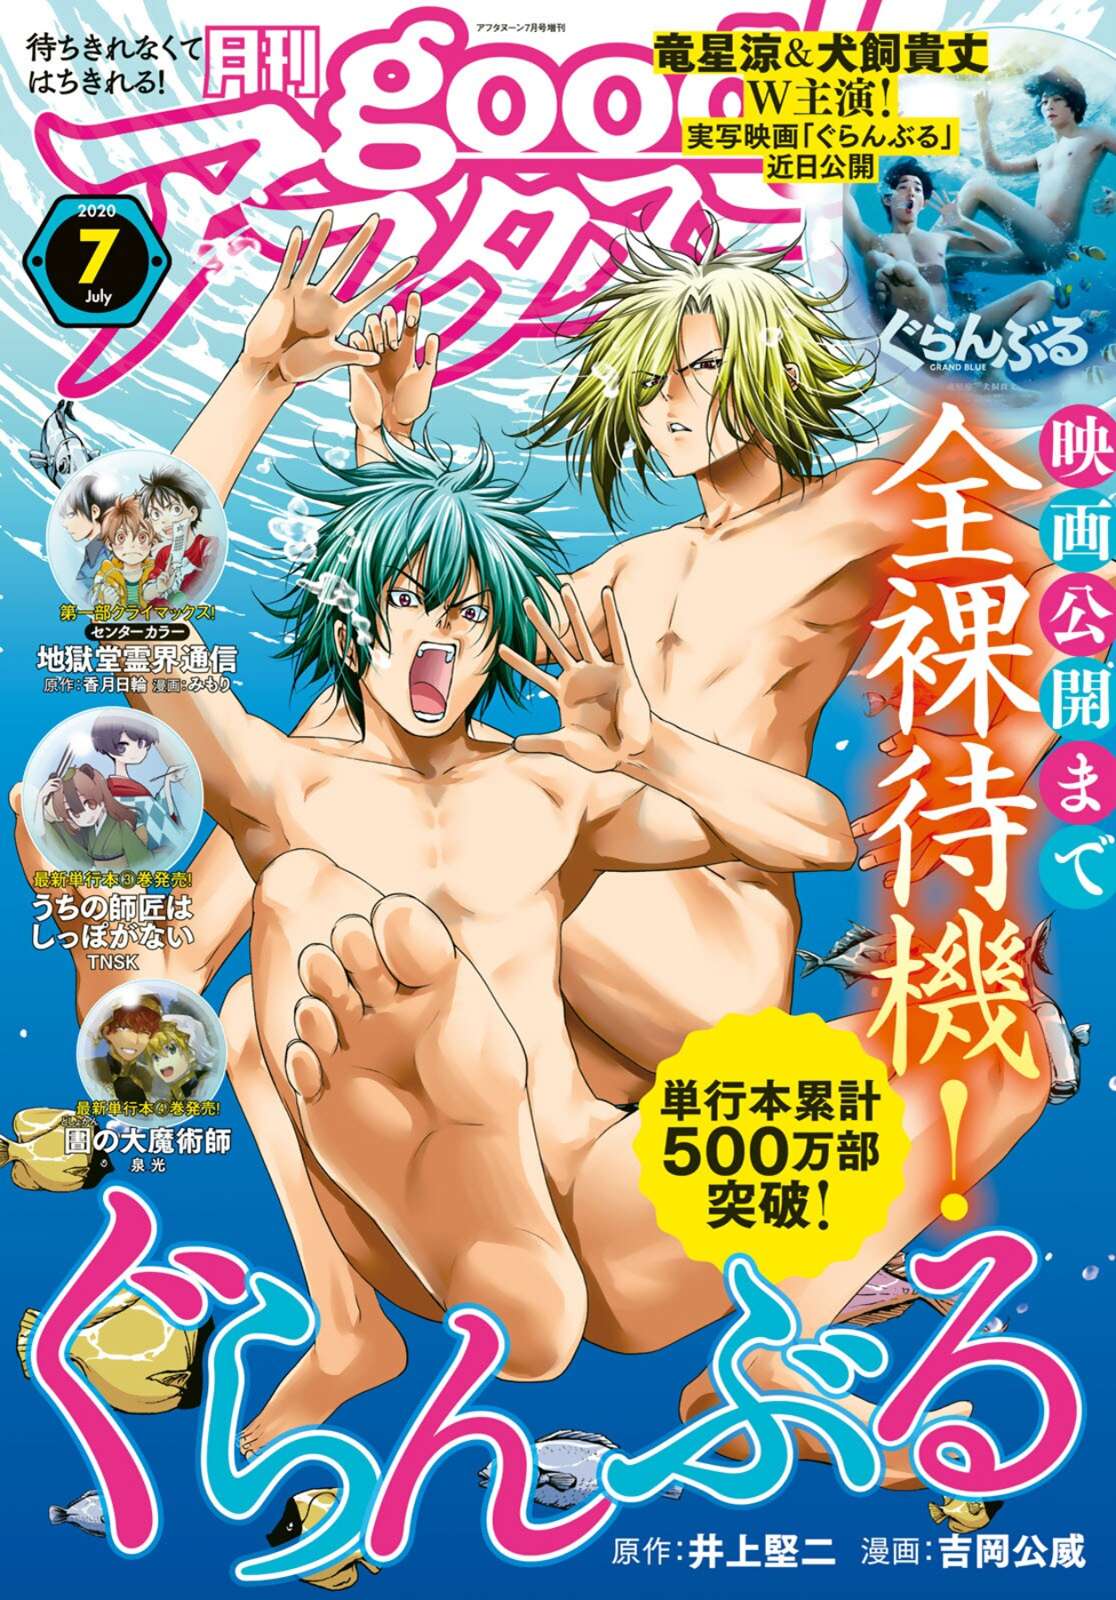 アフタヌーン7月号増刊
待ちきれなくて
はちきれる!
月刊
good!
アフタヌーン
2020
7
July
竜星涼&犬飼貴丈
W主演!
実写映画「ぐらんぶる」
近日公開
ぐらんぶる
GRAND BLUE
映画公開まで
全裸待機!
第一部クライマックス!
センターカラー
地獄堂霊界通信
原作:香月日輪 漫画:みもり
最新単行本③巻発売!
うちの師匠は
しっぽがない
TNSK
最新単行本④巻発売!
としょかん
圕の大魔術師
泉光
単行本累計
500万部
突破!
ぐらんぶる
原作:井上堅二 漫画:吉岡公威